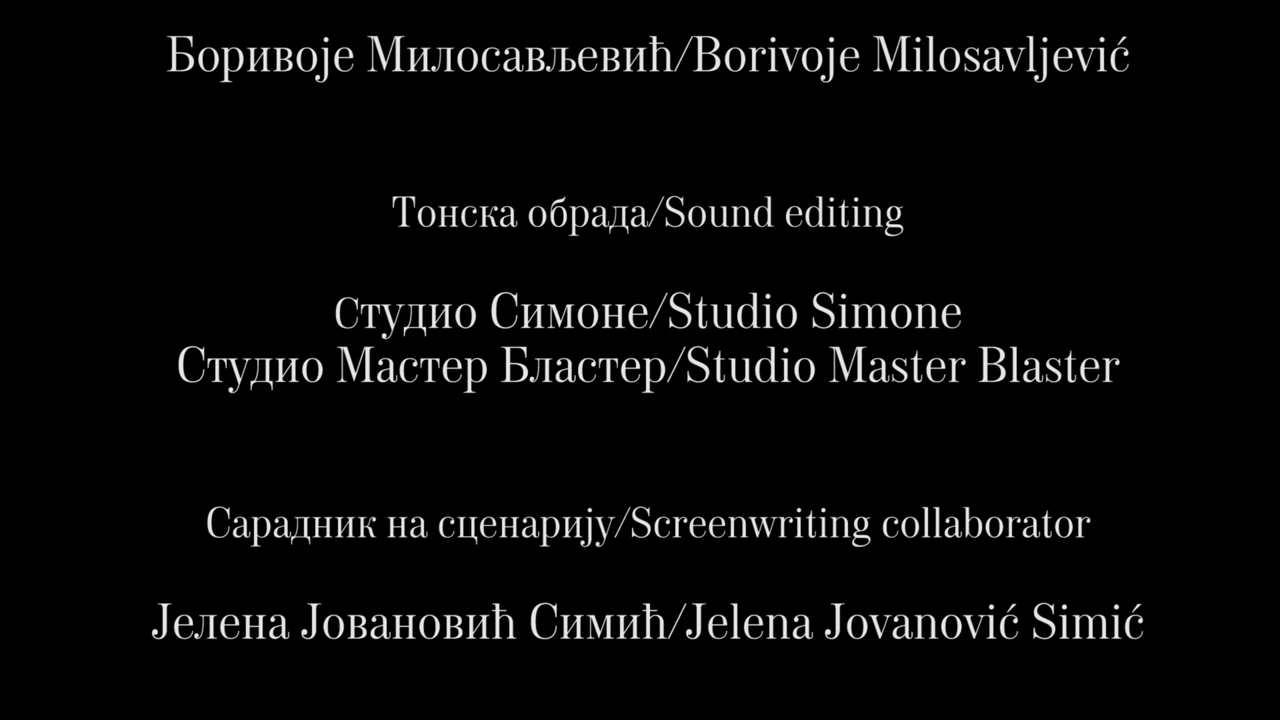 Боривоје Милосављевић/Borivoje Milosavljević
Тонска обрада/Sound editing
Студио Симоне/Studio Simone
Студио Мастер Бластер/Studio Master Blaster
Сарадник на сценарију/Screenwriting collaborator
Јелена Јовановић Симић/Jelena Jovanović Simić